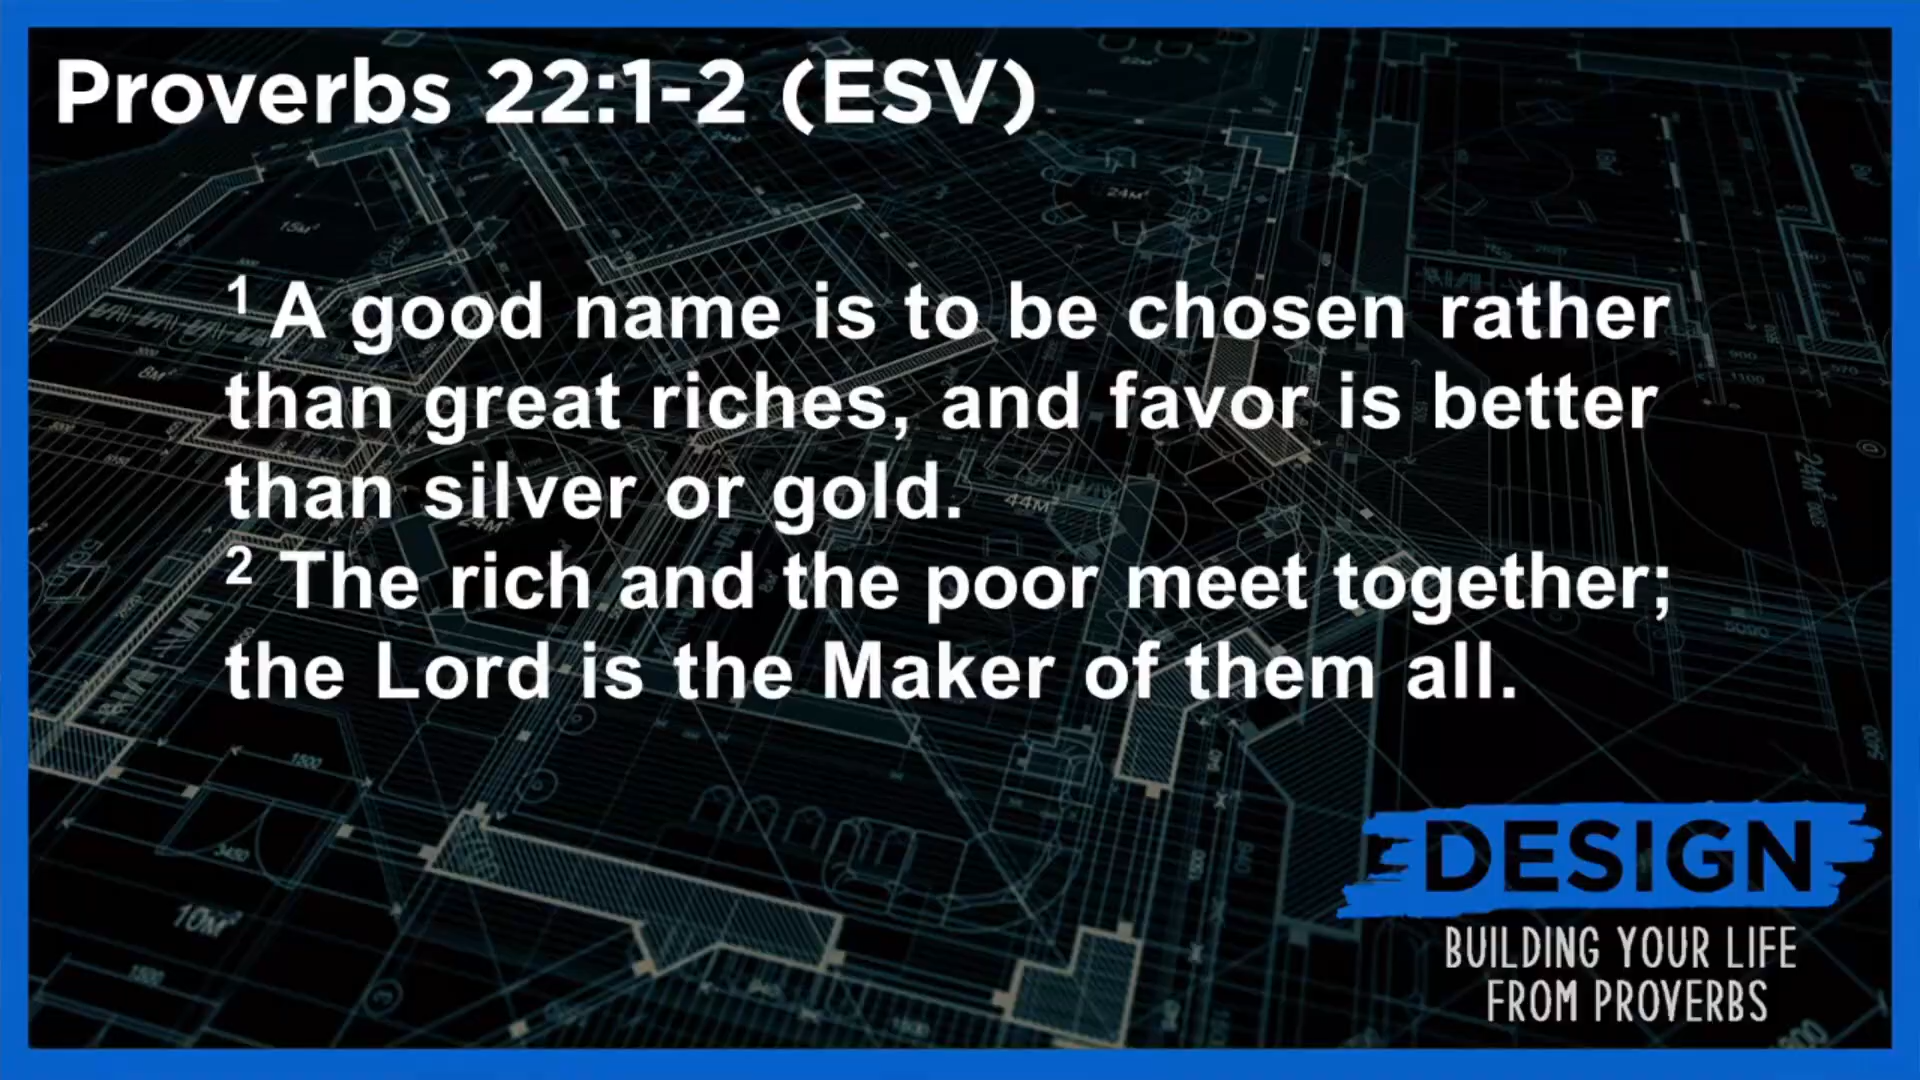 Proverbs 22:1-2 (ESV)
1 A good name is to be chosen rather
than great riches, and favor is better
than silver or gold.
2 The rich and the poor meet together;
the Lord is the Maker of them all.
DESIGN
BUILDING YOUR LIFE
FROM PROVERBS